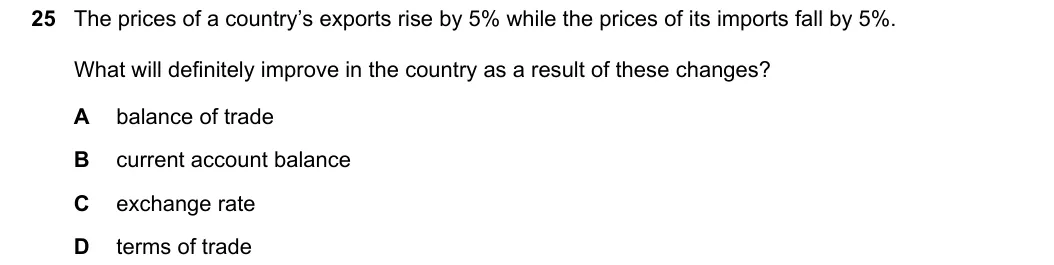 25 The prices of a country’s exports rise by 5% while the prices of its imports fall by 5%.
What will definitely improve in the country as a result of these changes?
A balance of trade
B current account balance
C exchange rate
D terms of trade